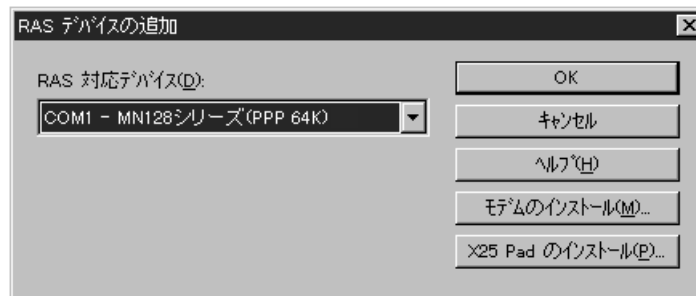 RAS ﾃﾞﾊﾞｲｽの追加
RAS 対応ﾃﾞﾊﾞｲｽ(D):
COM1 - MN128シリーズ(PPP 64K)
OK
ｷｬﾝｾﾙ
ﾍﾙﾌﾟ(H)
ﾓﾃﾞﾑのｲﾝｽﾄｰﾙ(M)...
X25 Pad のｲﾝｽﾄｰﾙ(P)...